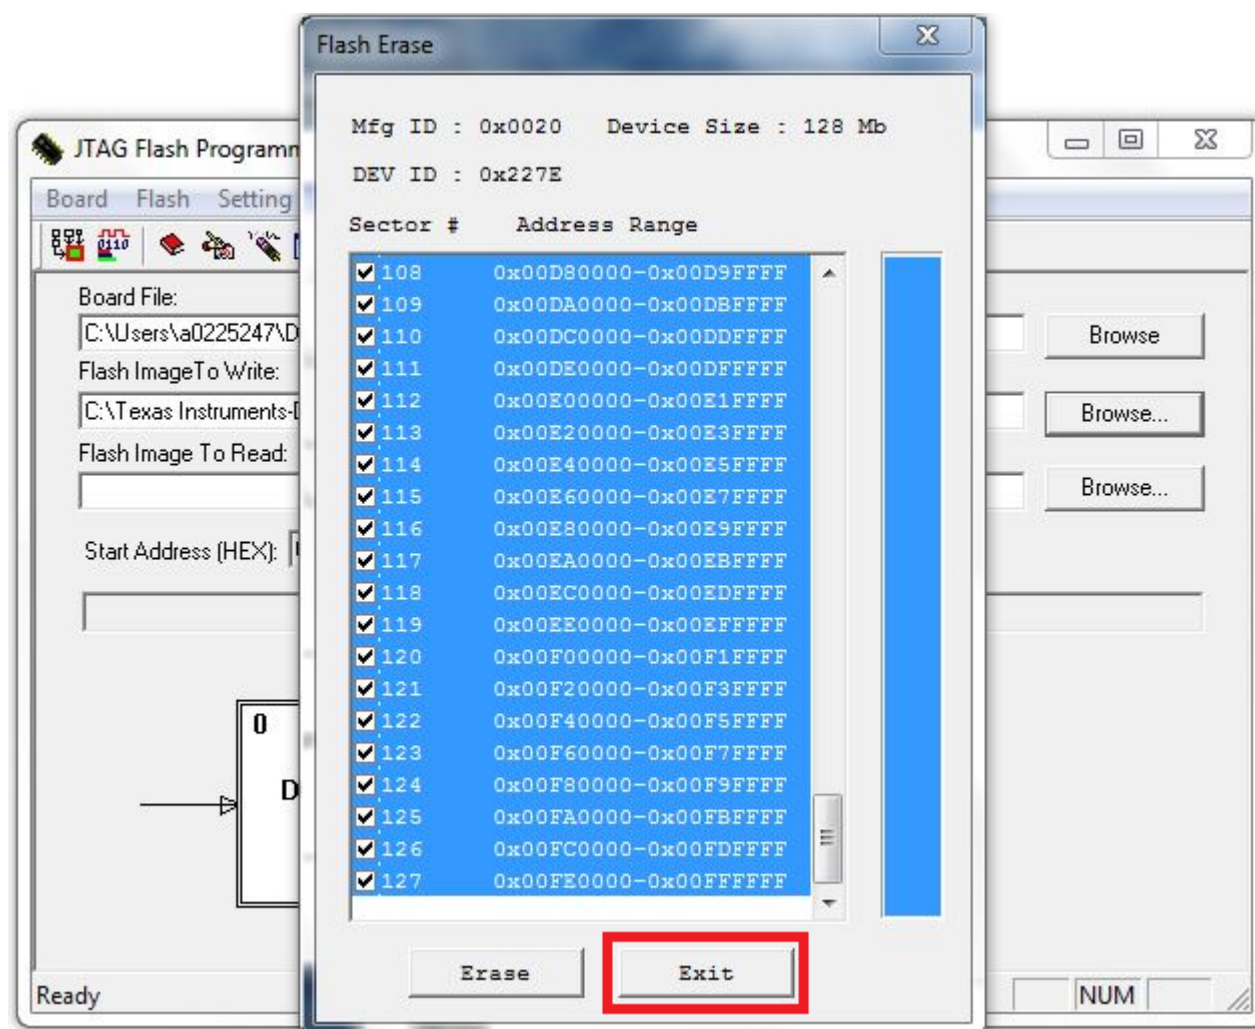 Flash Erase
Mfg ID : 0x0020 Device Size : 128 Mb
DEV ID : 0x227E
Sector # Address Range
108 0x00D80000-0x00D9FFFF
109 0x00DA0000-0x00DBFFFF
110 0x00DC0000-0x00DDFFFF
111 0x00DE0000-0x00DFFFFF
112 0x00E00000-0x00E1FFFF
113 0x00E20000-0x00E3FFFF
114 0x00E40000-0x00E5FFFF
115 0x00E60000-0x00E7FFFF
116 0x00E80000-0x00E9FFFF
117 0x00EA0000-0x00EBFFFF
118 0x00EC0000-0x00EDFFFF
119 0x00EE0000-0x00EFFFFF
120 0x00F00000-0x00F1FFFF
121 0x00F20000-0x00F3FFFF
122 0x00F40000-0x00F5FFFF
123 0x00F60000-0x00F7FFFF
124 0x00F80000-0x00F9FFFF
125 0x00FA0000-0x00FBFFFF
126 0x00FC0000-0x00FDFFFF
127 0x00FE0000-0x00FFFFFF
Erase Exit
JTAG Flash Programm
Board Flash Setting
0110
Board File:
C:\Users\a0225247\D
Browse
Flash ImageTo Write:
C:\Texas Instruments-
Browse...
Flash Image To Read:
Browse...
Start Address (HEX):
0
D
Ready NUM